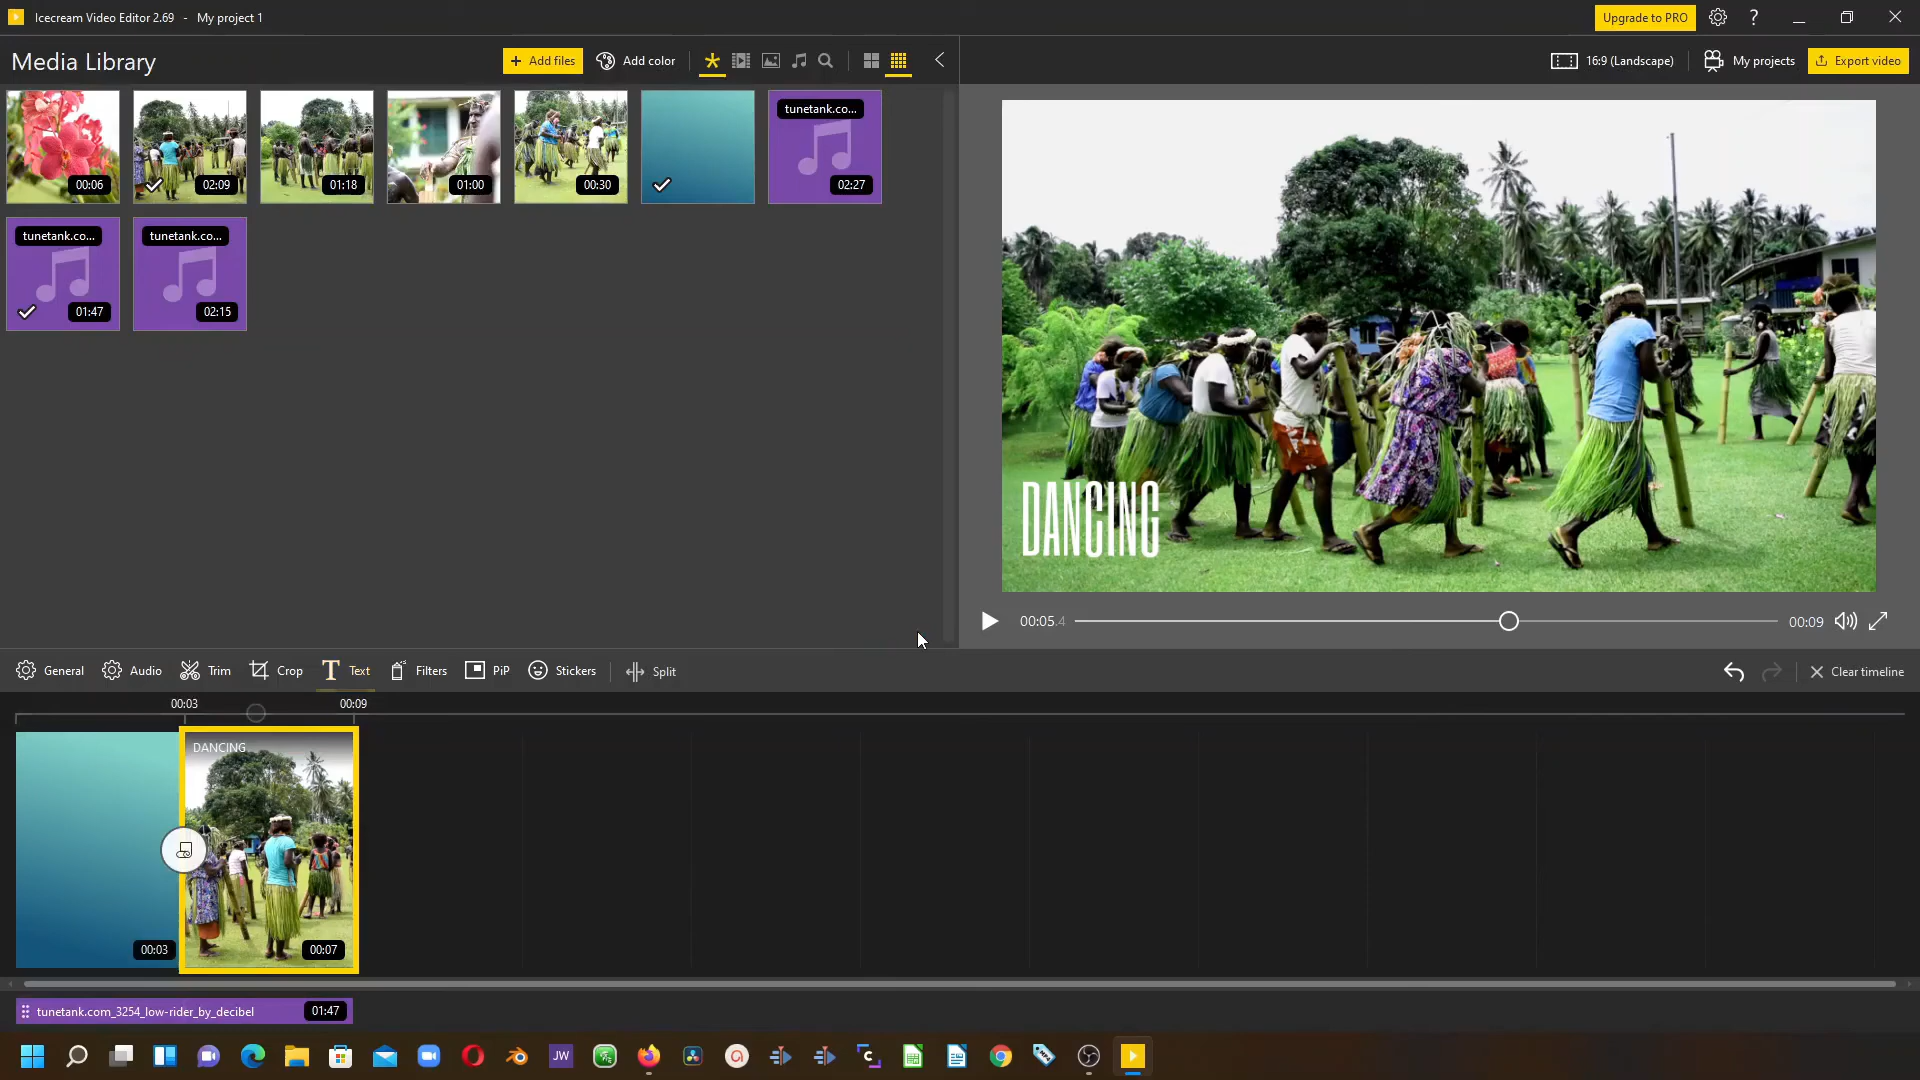 Icecream Video Editor 2.69 - My project 1
Upgrade to PRO
?
Media Library
+ Add files
Add color
16:9 (Landscape)
My projects
Export video
00:06
02:09
01:18
01:00
00:30
tunetank.co...
02:27
tunetank.co...
01:47
tunetank.co...
02:15
DANCING
00:05.4
00:09
General
Audio
Trim
Crop
T Text
Filters
PiP
Stickers
Split
Clear timeline
00:03
00:09
DANCING
00:03
00:07
tunetank.com_3254_low-rider_by_decibel
01:47
JW